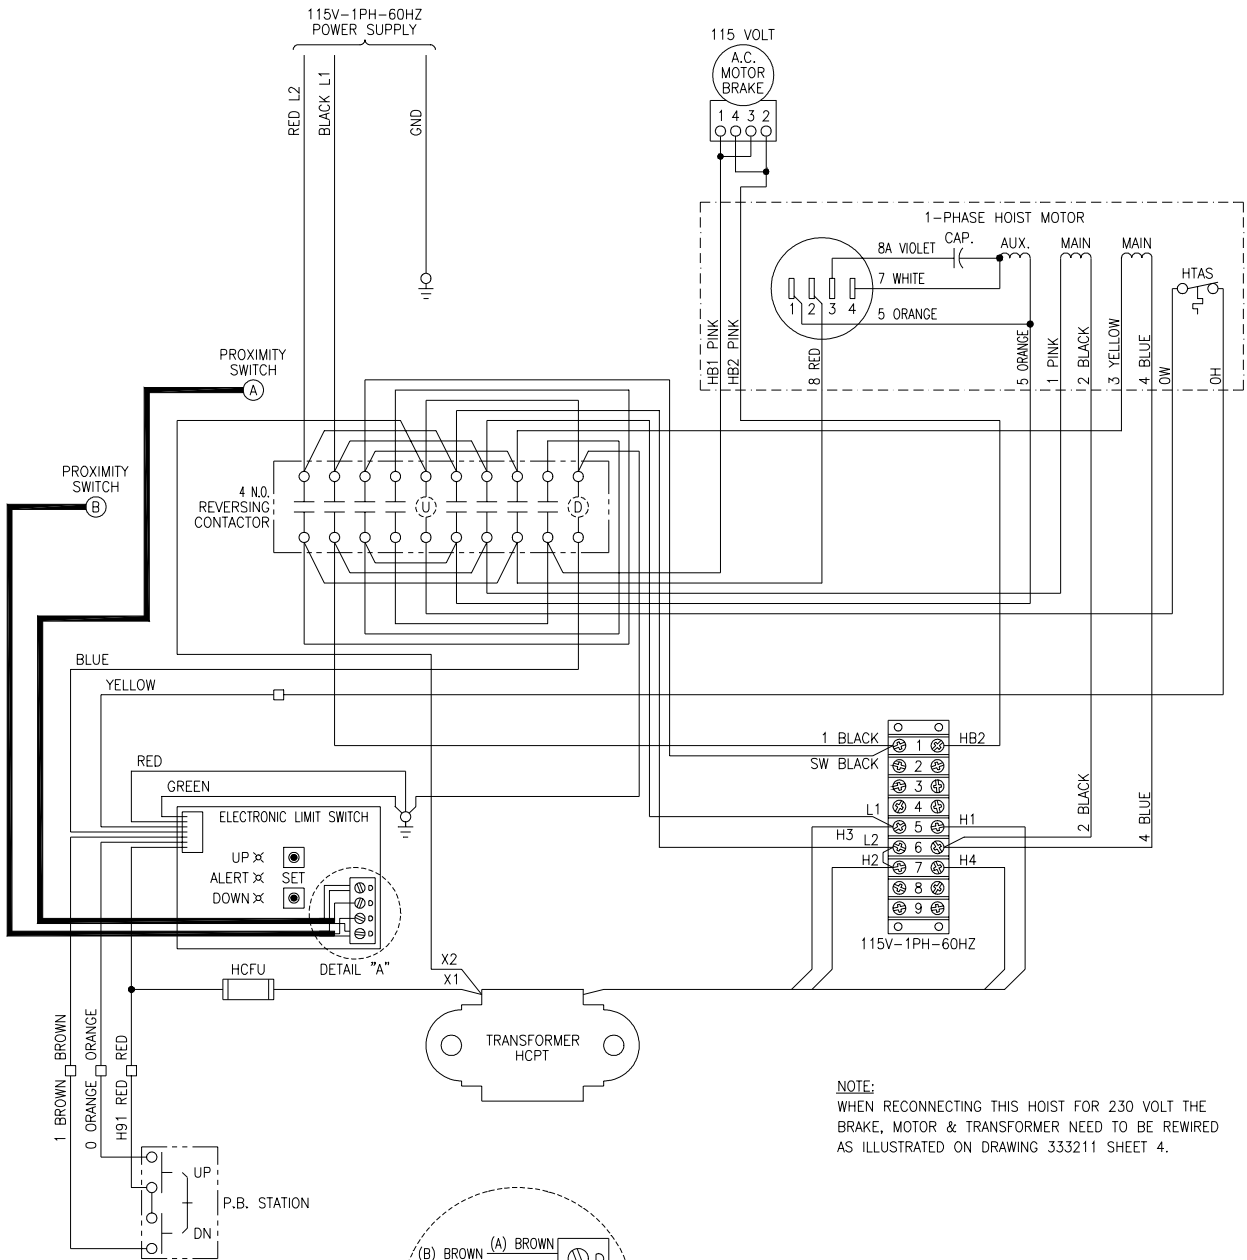 115V-1PH-60HZ
POWER SUPPLY
RED L2
BLACK L1
GND
115 VOLT
A.C.
MOTOR
BRAKE
1 4 3 2
1-PHASE HOIST MOTOR
8A VIOLET
CAP.
AUX.
MAIN
MAIN
7 WHITE
HTAS
1 2 3 4
5 ORANGE
HB1 PINK
HB2 PINK
8 RED
5 ORANGE
1 PINK
2 BLACK
3 YELLOW
4 BLUE
OW
OH
PROXIMITY
SWITCH
A
PROXIMITY
SWITCH
B
4 N.O.
REVERSING
CONTACTOR
U
D
BLUE
YELLOW
RED
GREEN
ELECTRONIC LIMIT SWITCH
UP
ALERT
SET
DOWN
DETAIL "A"
1 BLACK
SW BLACK
L1
H3
L2
H2
1
2
3
4
5
6
7
8
9
HB2
H1
H4
2 BLACK
4 BLUE
115V-1PH-60HZ
HCFU
X2
X1
TRANSFORMER
HCPT
1 BROWN BROWN
0 ORANGE ORANGE
H91 RED RED
UP
P.B. STATION
DN
NOTE:
WHEN RECONNECTING THIS HOIST FOR 230 VOLT THE
BRAKE, MOTOR & TRANSFORMER NEED TO BE REWIRED
AS ILLUSTRATED ON DRAWING 333211 SHEET 4.
(A) BROWN
(B) BROWN